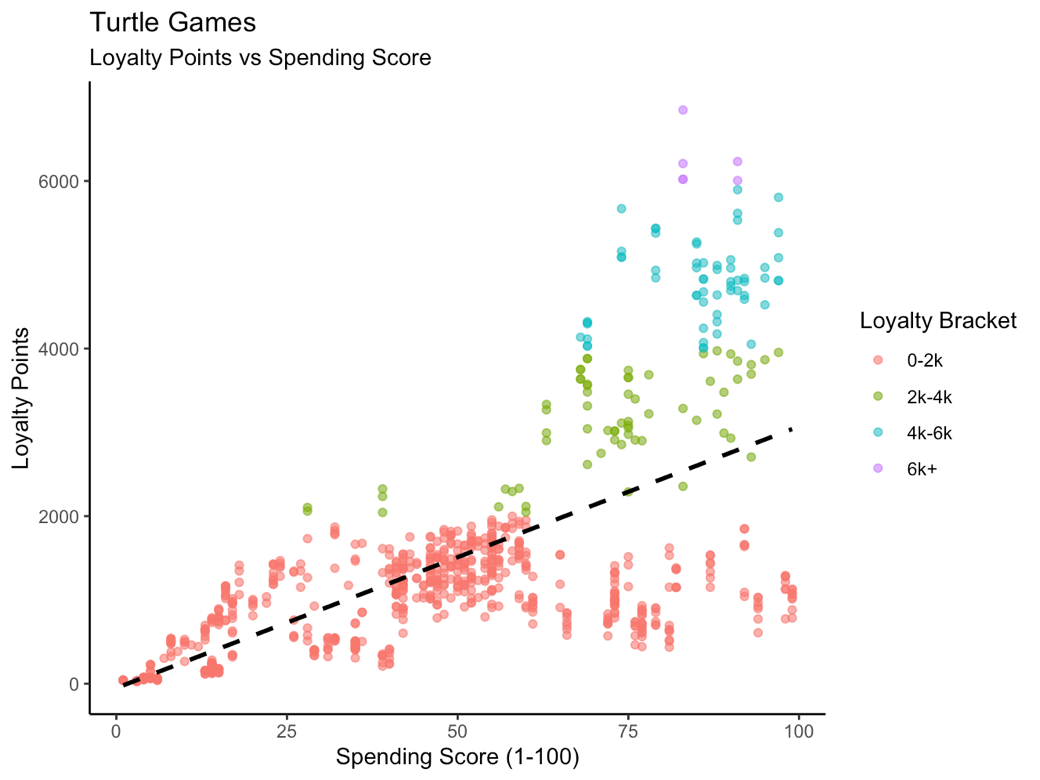 Turtle Games
Loyalty Points vs Spending Score
Loyalty Points
6000
4000
2000
0
0 25 50 75 100
Spending Score (1-100)
Loyalty Bracket
0-2k
2k-4k
4k-6k
6k+